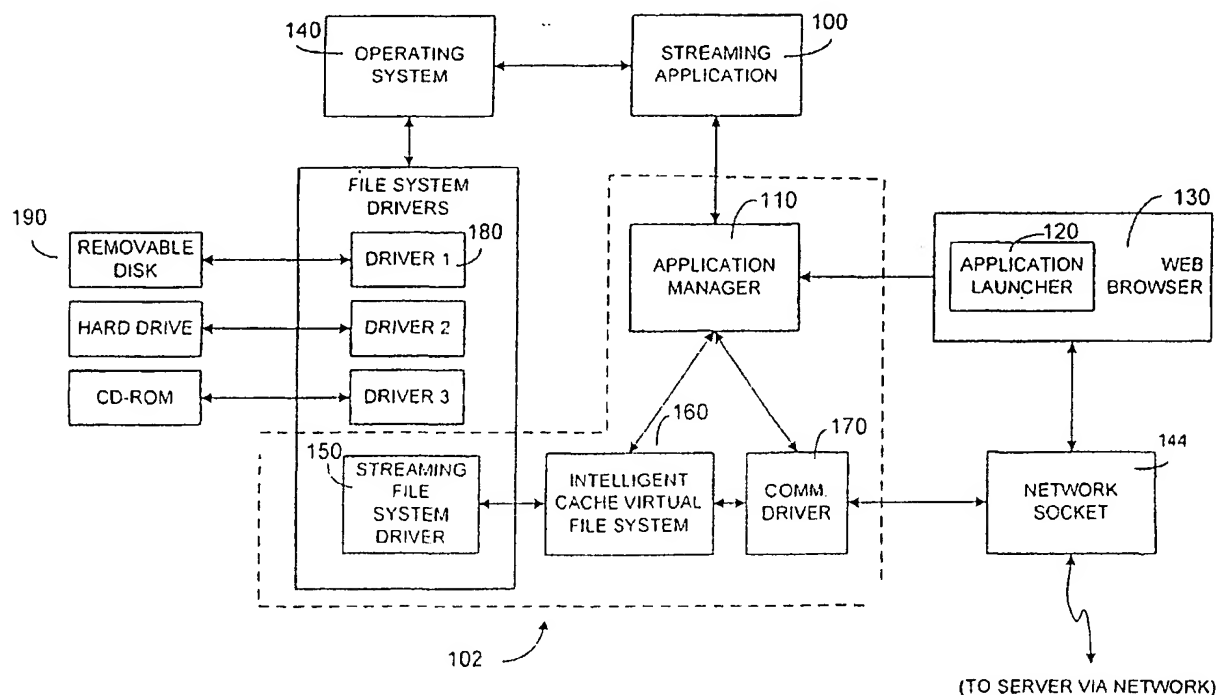 140
OPERATING
SYSTEM
100
STREAMING
APPLICATION
FILE SYSTEM
DRIVERS
190
REMOVABLE
DISK
DRIVER 1
180
HARD DRIVE
DRIVER 2
CD-ROM
DRIVER 3
110
APPLICATION
MANAGER
130
120
APPLICATION
LAUNCHER
WEB
BROWSER
150
STREAMING
FILE
SYSTEM
DRIVER
160
INTELLIGENT
CACHE VIRTUAL
FILE SYSTEM
170
COMM.
DRIVER
144
NETWORK
SOCKET
102
(TO SERVER VIA NETWORK)